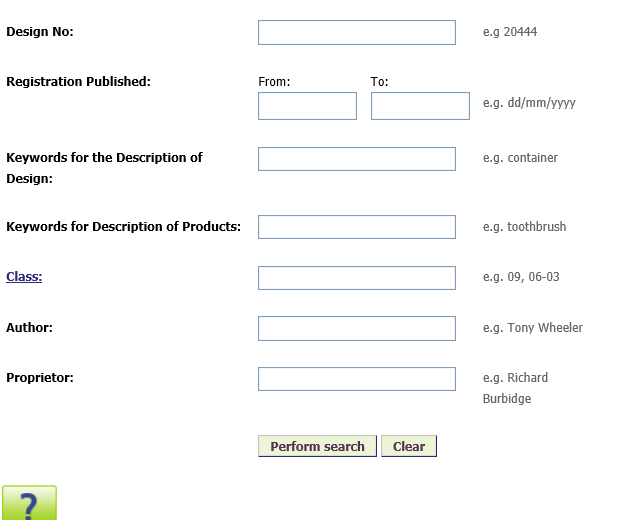 Design No: e.g 20444
Registration Published: From: To:
e.g. dd/mm/yyyy
Keywords for the Description of e.g. container
Design:
Keywords for Description of Products: e.g. toothbrush
Class: e.g. 09, 06-03
Author: e.g. Tony Wheeler
Proprietor: e.g. Richard
Burbidge
Perform search Clear
?